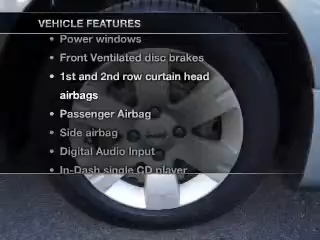 VEHICLE FEATURES
• Power windows
• Front Ventilated disc brakes
• 1st and 2nd row curtain head
airbags
• Passenger Airbag
• Side airbag
• Digital Audio Input
• In-Dash single CD player